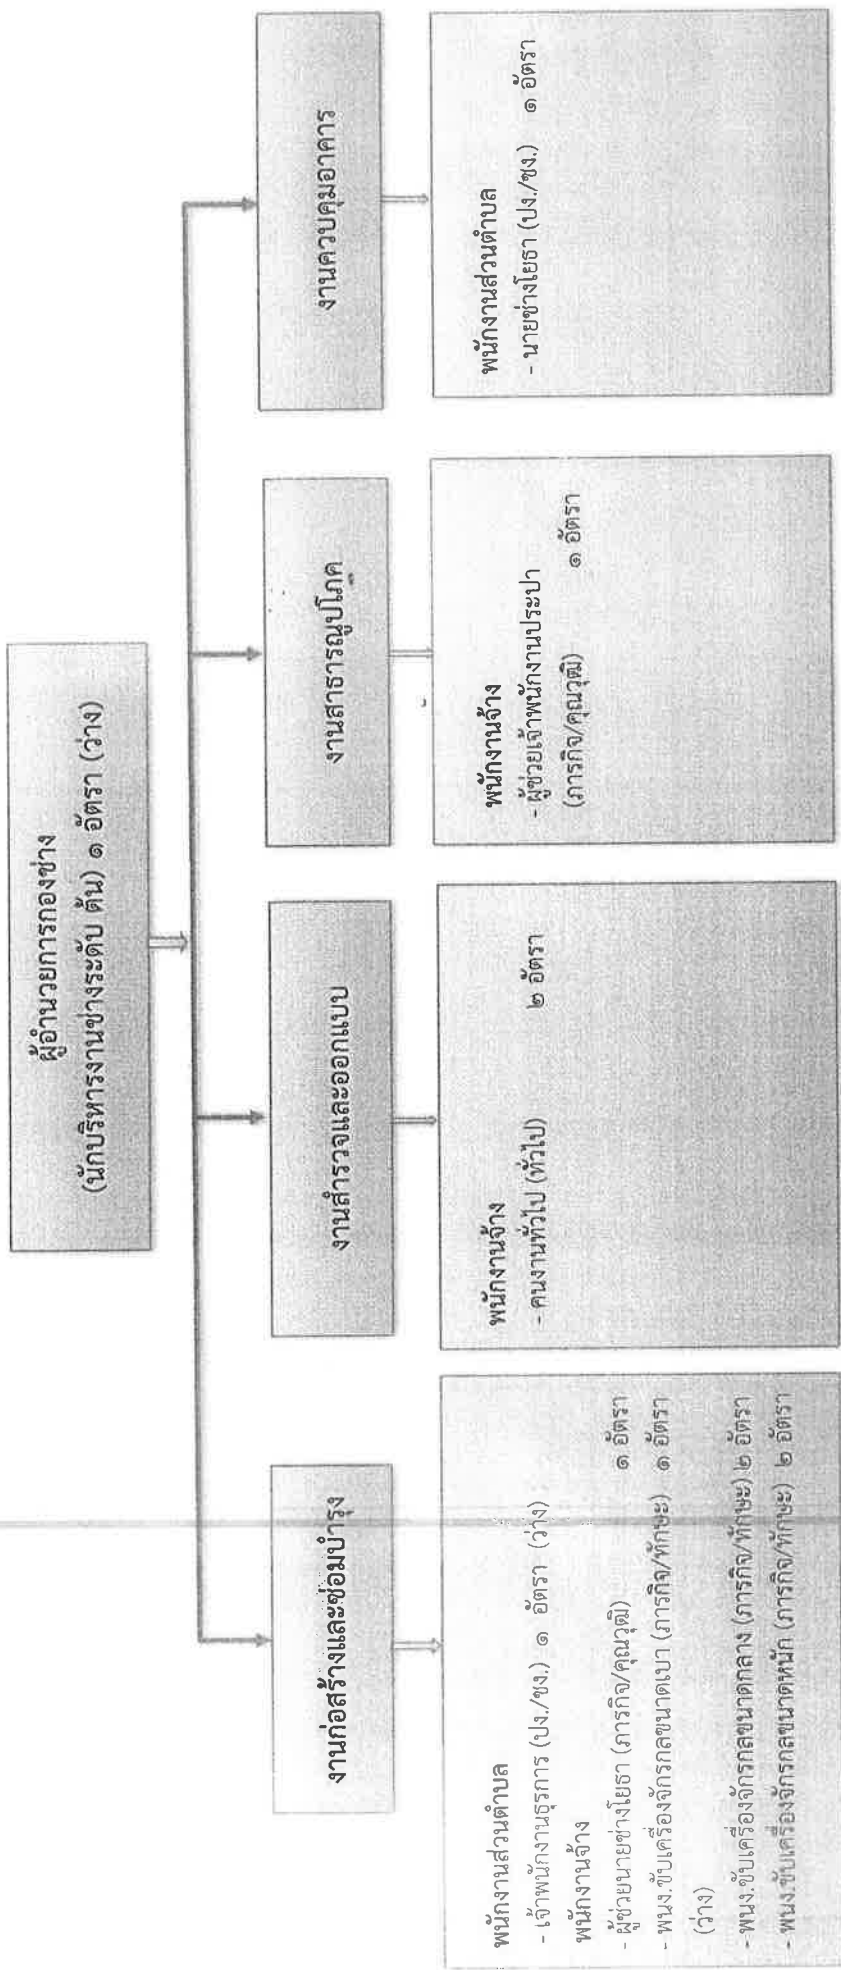 ผู้อำนวยการกองช่าง
(นักบริหารงานช่างระดับ ต้น) ๑ อัตรา (ว่าง)
งานก่อสร้างและซ่อมบำรุง
พนักงานส่วนตำบล
- เจ้าพนักงานธุรการ (ปง./ชง.) ๑ อัตรา (ว่าง)
พนักงานจ้าง
- ผู้ช่วยนายช่างโยธา (ภารกิจ/คุณวุฒิ) ๑ อัตรา
- พนง.ขับเครื่องจักรกลขนาดเบา (ภารกิจ/ทักษะ) ๑ อัตรา
(ว่าง)
- พนง.ขับเครื่องจักรกลขนาดกลาง (ภารกิจ/ทักษะ) ๒ อัตรา
- พนง.ขับเครื่องจักรกลขนาดหนัก (ภารกิจ/ทักษะ) ๒ อัตรา
งานสำรวจและออกแบบ
พนักงานจ้าง
- คนงานทั่วไป (ทั่วไป) ๒ อัตรา
งานสาธารณูปโภค
พนักงานจ้าง
- ผู้ช่วยเจ้าพนักงานประปา
(ภารกิจ/คุณวุฒิ) ๑ อัตรา
งานควบคุมอาคาร
พนักงานส่วนตำบล
- นายช่างโยธา (ปง./ชง.) ๑ อัตรา